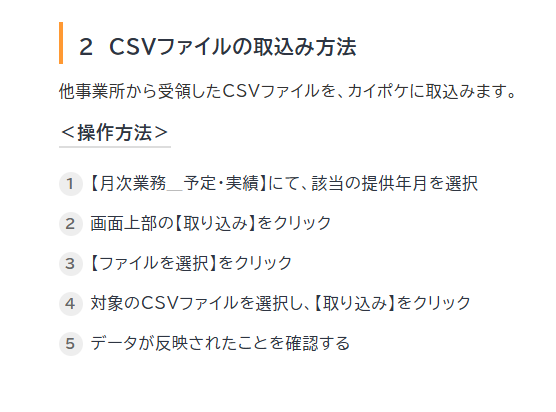 2 CSVファイルの取込み方法
他事業所から受領したCSVファイルを、カイポケに取込みます。
＜操作方法＞
1 【月次業務＿予定・実績】にて、該当の提供年月を選択
2 画面上部の【取り込み】をクリック
3 【ファイルを選択】をクリック
4 対象のCSVファイルを選択し、【取り込み】をクリック
5 データが反映されたことを確認する